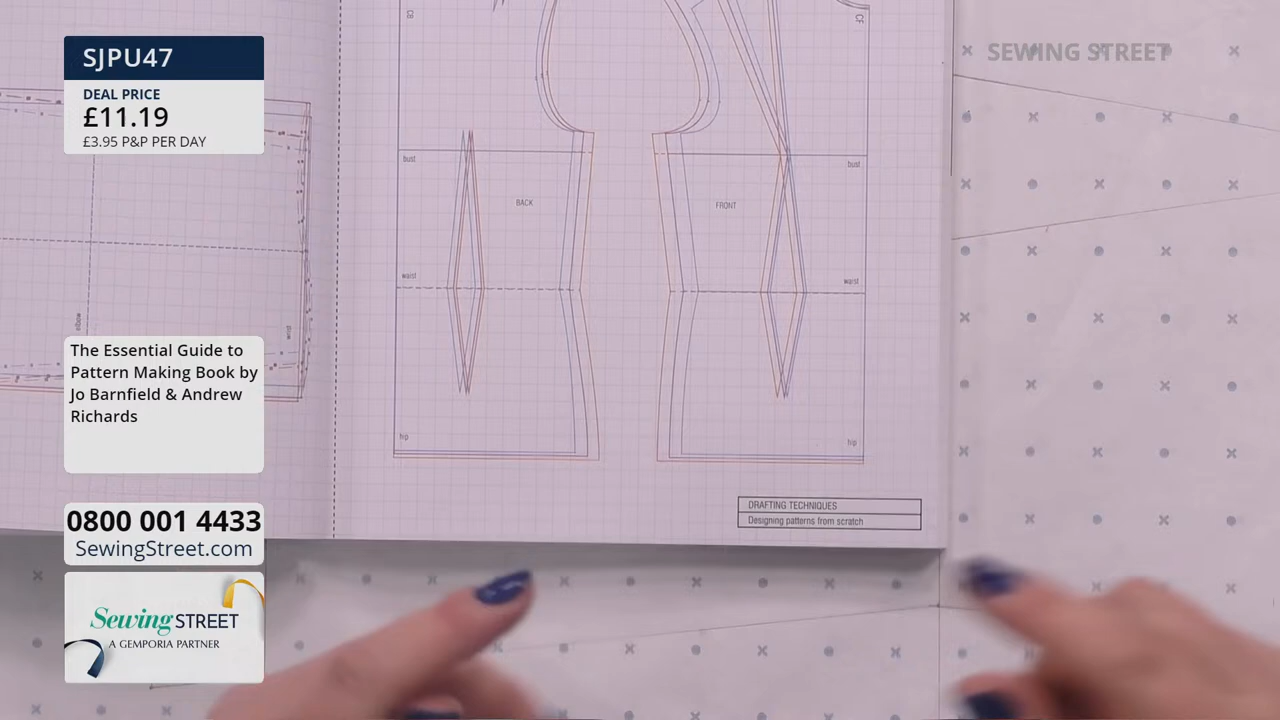 SJPU47
DEAL PRICE
£11.19
£3.95 P&P PER DAY
The Essential Guide to
Pattern Making Book by
Jo Barnfield & Andrew
Richards
0800 001 4433
SewingStreet.com
Sewing STREET
A GEMPORIA PARTNER
SEWING STREET
CB
CF
bust
bust
BACK
FRONT
waist
waist
hip
hip
DRAFTING TECHNIQUES
Designing patterns from scratch